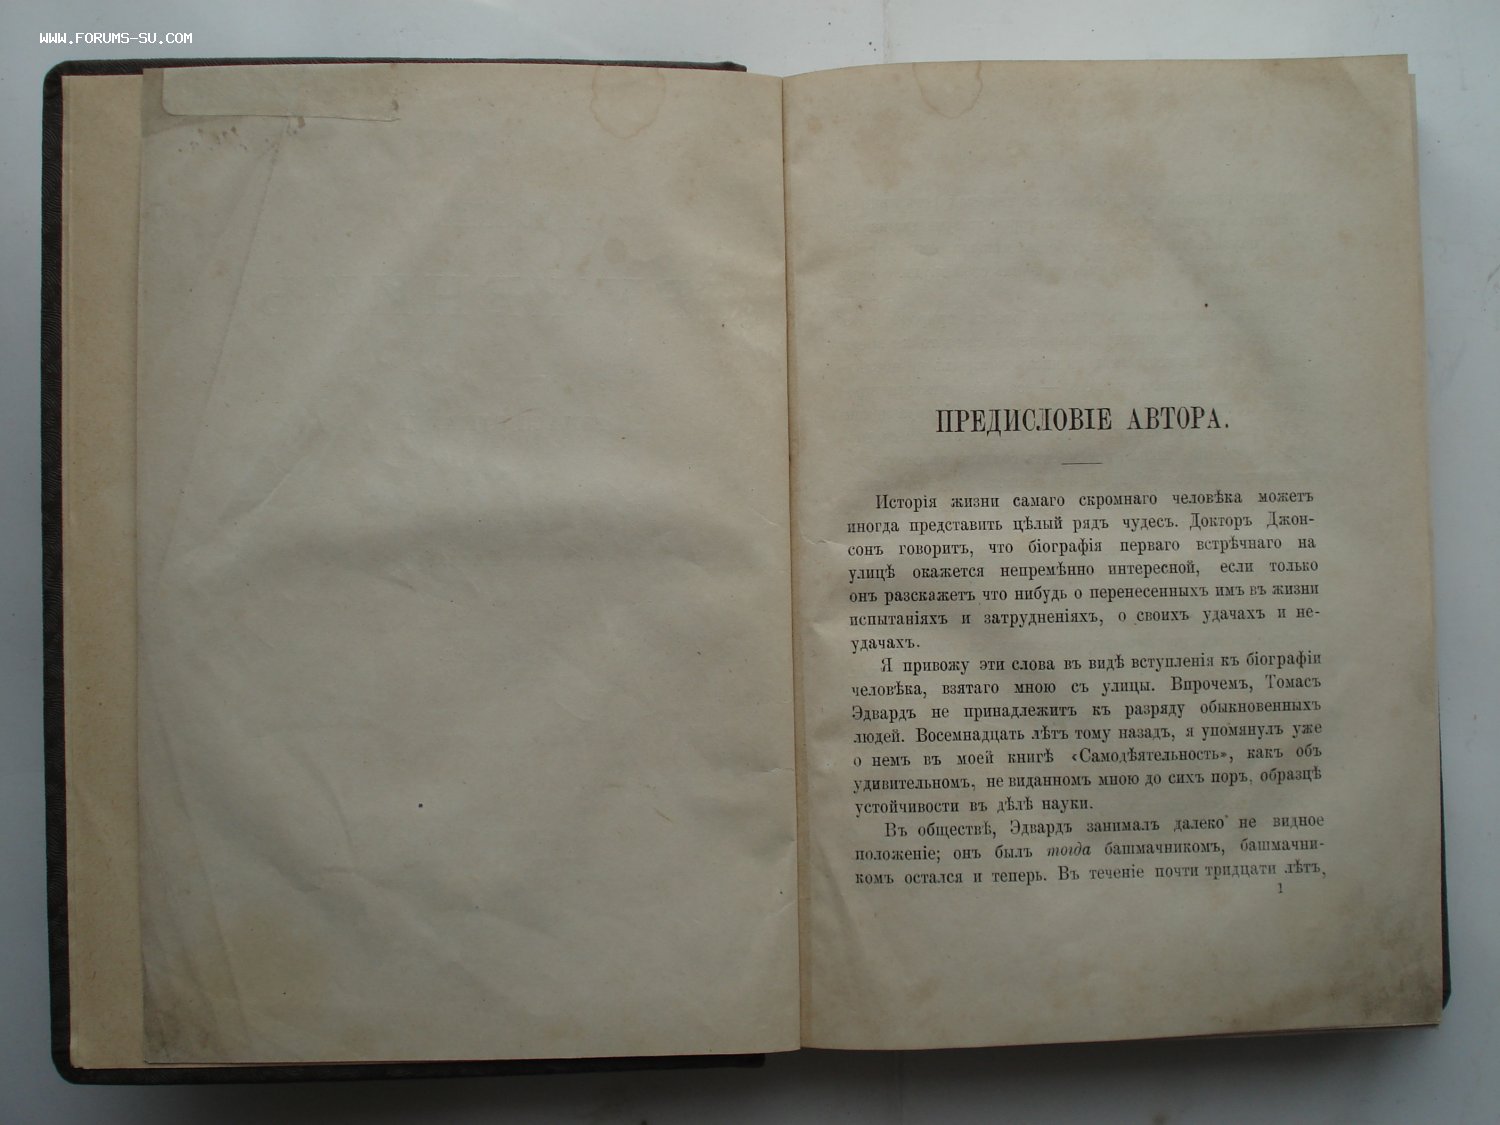 WWW.FORUMS-SU.COM
ПРЕДИСЛОВІЕ АВТОРА.
Исторія жизни самаго скромнаго человѣка можетъ
иногда представить цѣлый рядъ чудесъ. Докторъ Джон-
сонъ говоритъ, что біографія перваго встрѣчнаго на
улицѣ окажется непремѣнно интересной, если только
онъ разскажетъ что нибудь о перенесенныхъ имъ въ жизни
испытаніяхъ и затрудненіяхъ, о своихъ удачахъ и не-
удачахъ.
Я привожу эти слова въ видѣ вступленія къ біографіи
человѣка, взятаго мною съ улицы. Впрочемъ, Томасъ
Эдвардъ не принадлежитъ къ разряду обыкновенныхъ
людей. Восемнадцать лѣтъ тому назадъ, я упомянулъ уже
о немъ въ моей книгѣ «Самодѣятельность», какъ объ
удивительномъ, не виданномъ мною до сихъ поръ, образцѣ
устойчивости въ дѣлѣ науки.
Въ обществѣ, Эдвардъ занималъ далеко не видное
положеніе; онъ былъ тогда башмачникомъ, башмачни-
комъ остался и теперь. Въ теченіе почти тридцати лѣтъ,
1